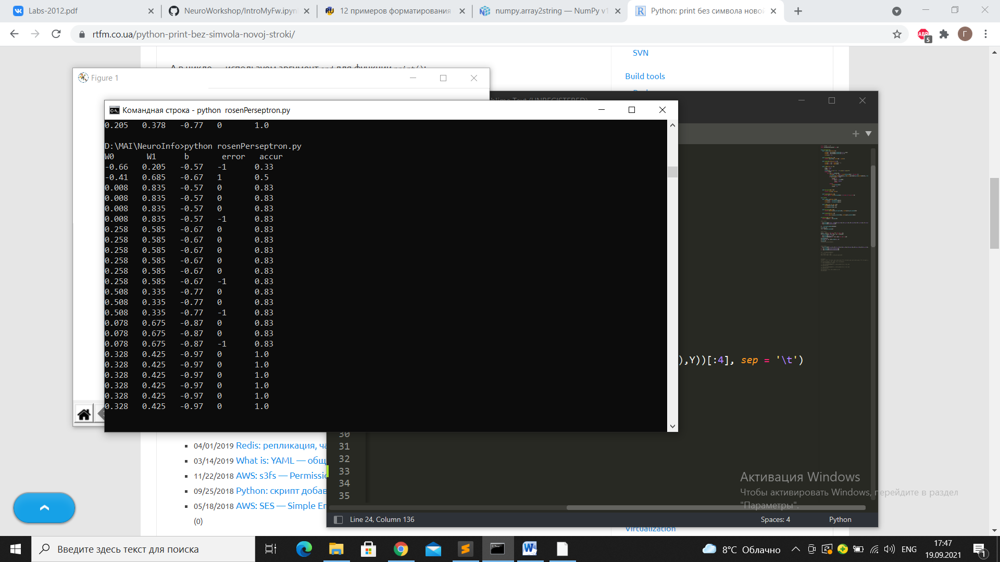 Labs-2012.pdf
NeuroWorkshop/IntroMyFw.ipyn
12 примеров форматирования
numpy.array2string — NumPy v1
Python: print без символа новой
rtfm.co.ua/python-print-bez-simvola-novoj-stroki/
ABP
5
Г
А в цикле — используем аргумент end для функции print():
SVN
Build tools
Figure 1
Sublime Text (UNREGISTERED)
Командная строка - python rosenPerseptron.py
0.205 0.378 -0.77 0 1.0
D:\MAI\NeuroInfo>python rosenPerseptron.py
W0 W1 b error accur
-0.66 0.205 -0.57 -1 0.33
-0.41 0.685 -0.67 1 0.5
0.008 0.835 -0.57 0 0.83
0.008 0.835 -0.57 0 0.83
0.008 0.835 -0.57 0 0.83
0.008 0.835 -0.57 -1 0.83
0.258 0.585 -0.67 0 0.83
0.258 0.585 -0.67 0 0.83
0.258 0.585 -0.67 0 0.83
0.258 0.585 -0.67 0 0.83
0.258 0.585 -0.67 0 0.83
0.258 0.585 -0.67 -1 0.83
0.508 0.335 -0.77 0 0.83
0.508 0.335 -0.77 0 0.83
0.508 0.335 -0.77 -1 0.83
0.078 0.675 -0.87 0 0.83
0.078 0.675 -0.87 0 0.83
0.078 0.675 -0.87 -1 0.83
0.328 0.425 -0.97 0 1.0
0.328 0.425 -0.97 0 1.0
0.328 0.425 -0.97 0 1.0
0.328 0.425 -0.97 0 1.0
0.328 0.425 -0.97 0 1.0
0.328 0.425 -0.97 0 1.0
),Y))[:4], sep = '\t')
30
31
32
33
34
35
04/01/2019 Redis: репликация, ча
03/14/2019 What is: YAML — общ
11/22/2018 AWS: s3fs — Permissio
09/25/2018 Python: скрипт добав
05/18/2018 AWS: SES — Simple Em
(0)
Активация Windows
Чтобы активировать Windows, перейдите в раздел
"Параметры".
Line 24, Column 136
Spaces: 4
Python
Virtualization
Введите здесь текст для поиска
8°C Облачно
ENG
17:47
19.09.2021
1